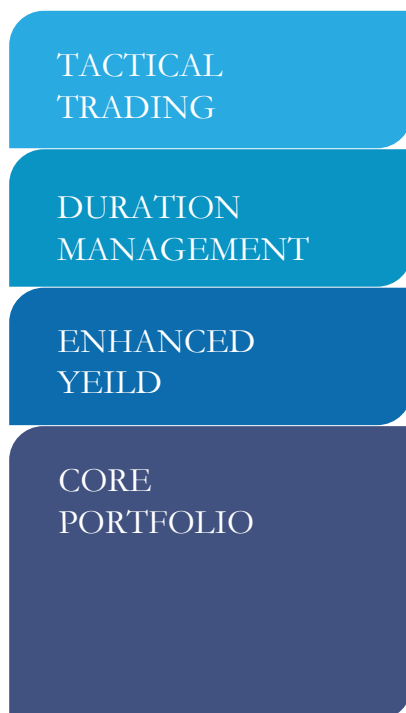 TACTICAL
TRADING
DURATION
MANAGEMENT
ENHANCED
YEILD
CORE
PORTFOLIO